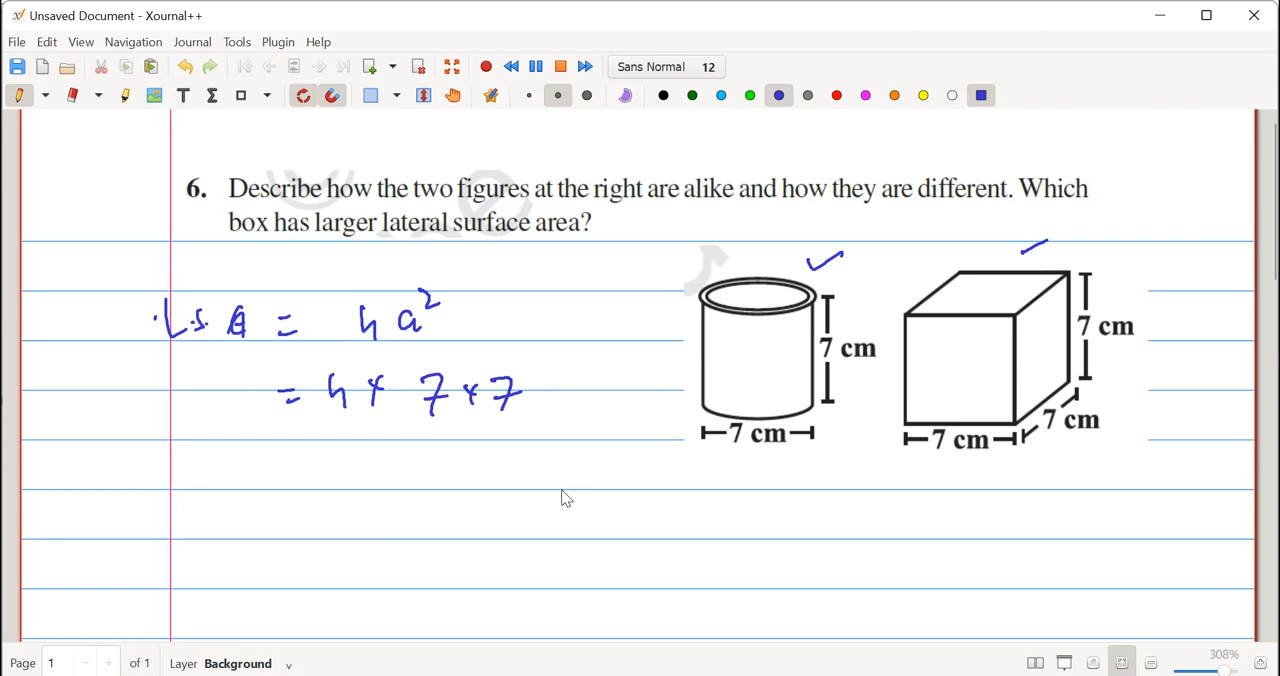 Unsaved Document - Xournal++
File Edit View Navigation Journal Tools Plugin Help
Sans Normal 12
6. Describe how the two figures at the right are alike and how they are different. Which
box has larger lateral surface area?
L.S.A = 4a²
= 4 × 7 × 7
7 cm
7 cm
7 cm
7 cm
7 cm
Page 1 of 1 Layer Background 308%